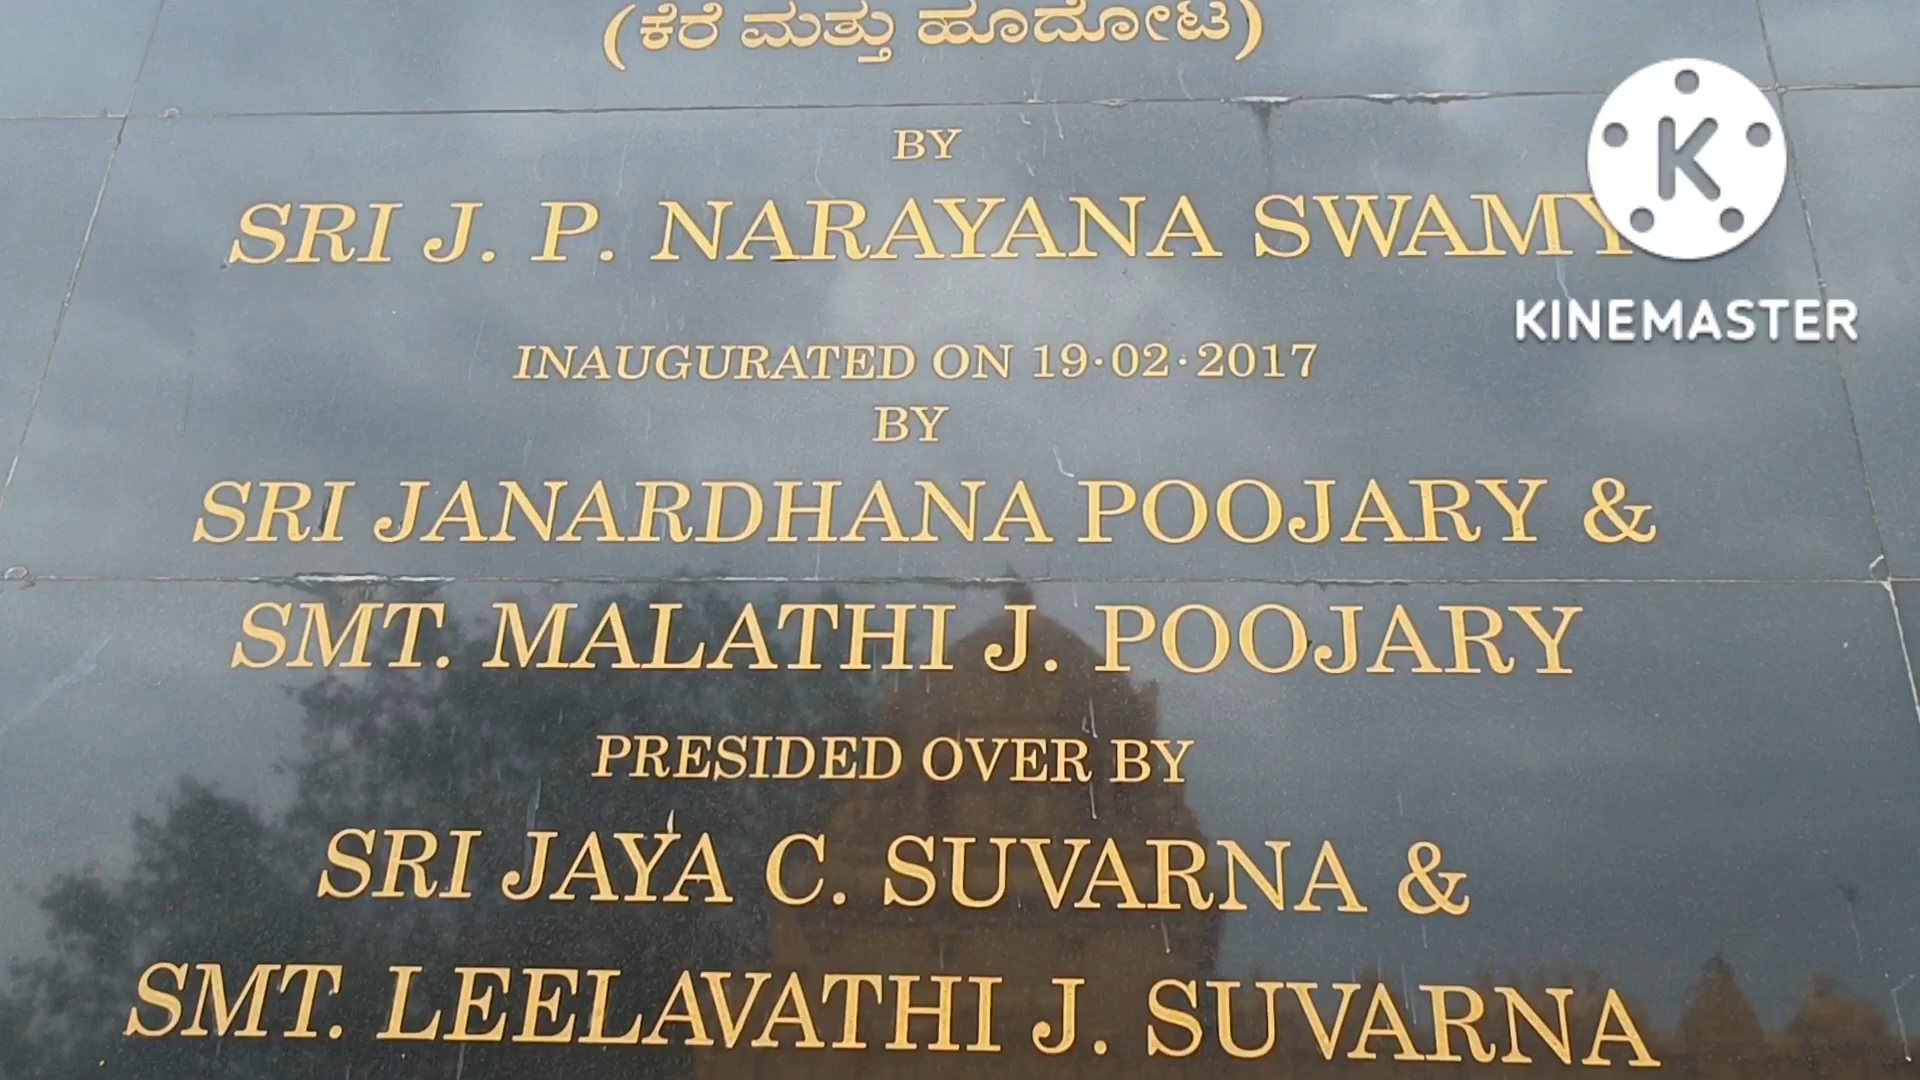 (ಕೆರೆ ಮತ್ತು ಹೂದೋಟ)
BY
SRI J. P. NARAYANA SWAMY
INAUGURATED ON 19·02·2017
BY
SRI JANARDHANA POOJARY &
SMT. MALATHI J. POOJARY
PRESIDED OVER BY
SRI JAYA C. SUVARNA &
SMT. LEELAVATHI J. SUVARNA
K
KINEMASTER